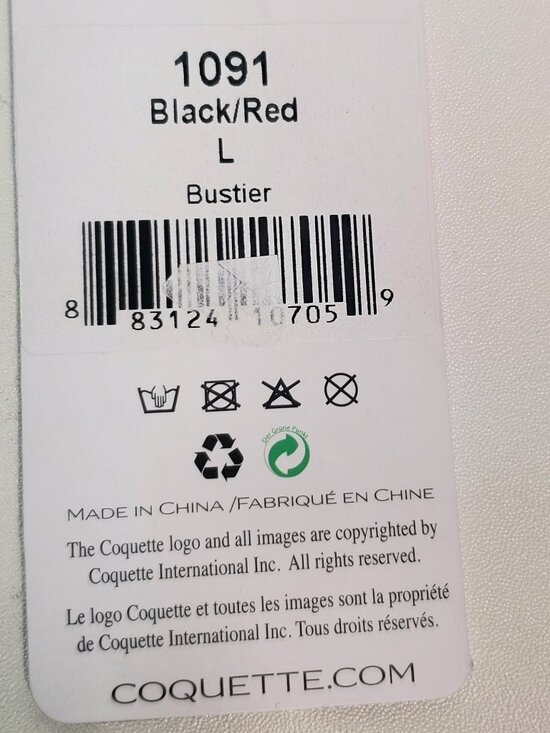 1091
Black/Red
L
Bustier
8 83124 10705 9
Der Grüne Punkt
MADE IN CHINA /FABRIQUÉ EN CHINE
The Coquette logo and all images are copyrighted by
Coquette International Inc. All rights reserved.
Le logo Coquette et toutes les images sont la propriété
de Coquette International Inc. Tous droits réservés.
COQUETTE.COM